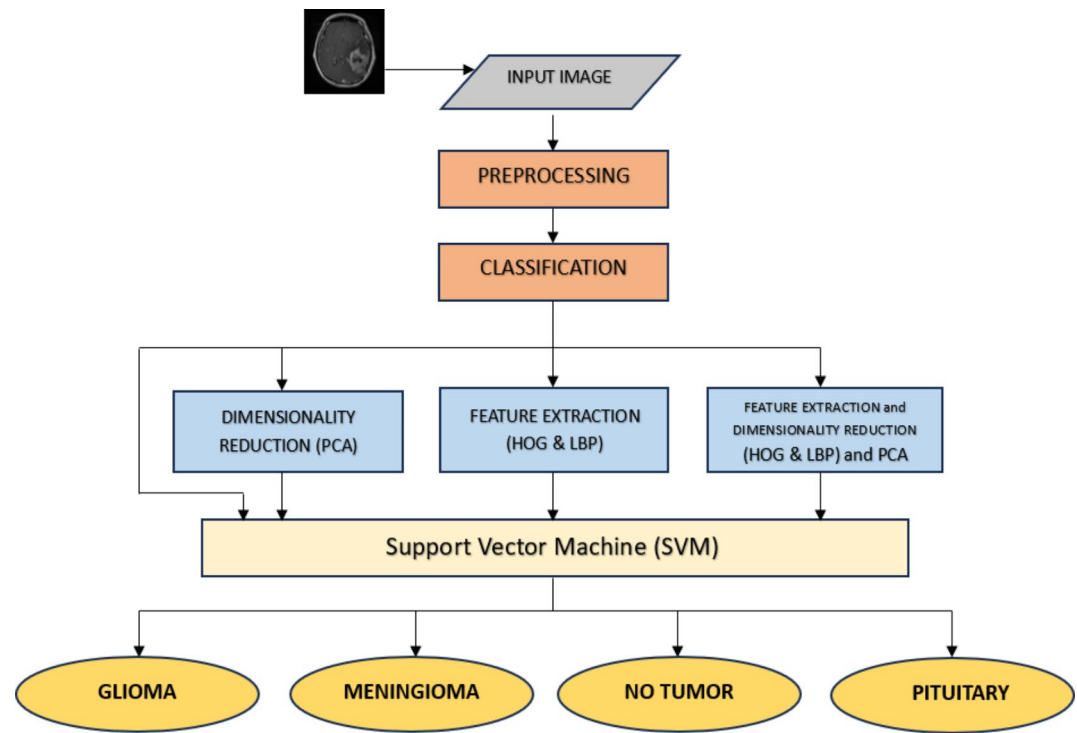 INPUT IMAGE
PREPROCESSING
CLASSIFICATION
DIMENSIONALITY
REDUCTION (PCA)
FEATURE EXTRACTION
(HOG & LBP)
FEATURE EXTRACTION and
DIMENSIONALITY REDUCTION
(HOG & LBP) and PCA
Support Vector Machine (SVM)
GLIOMA
MENINGIOMA
NO TUMOR
PITUITARY